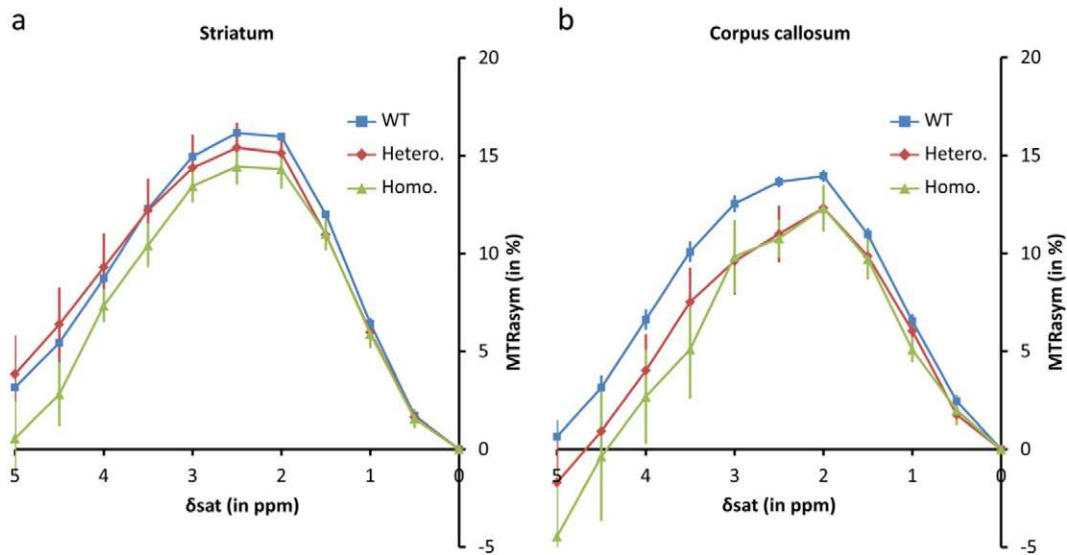 a
Striatum
20
15
10
5
0
-5
WT
Hetero.
Homo.
MTRasym (in %)
5 4 3 2 1 0
δsat (in ppm)
b
Corpus callosum
20
15
10
5
0
-5
WT
Hetero.
Homo.
MTRasym (in %)
5 4 3 2 1 0
δsat (in ppm)